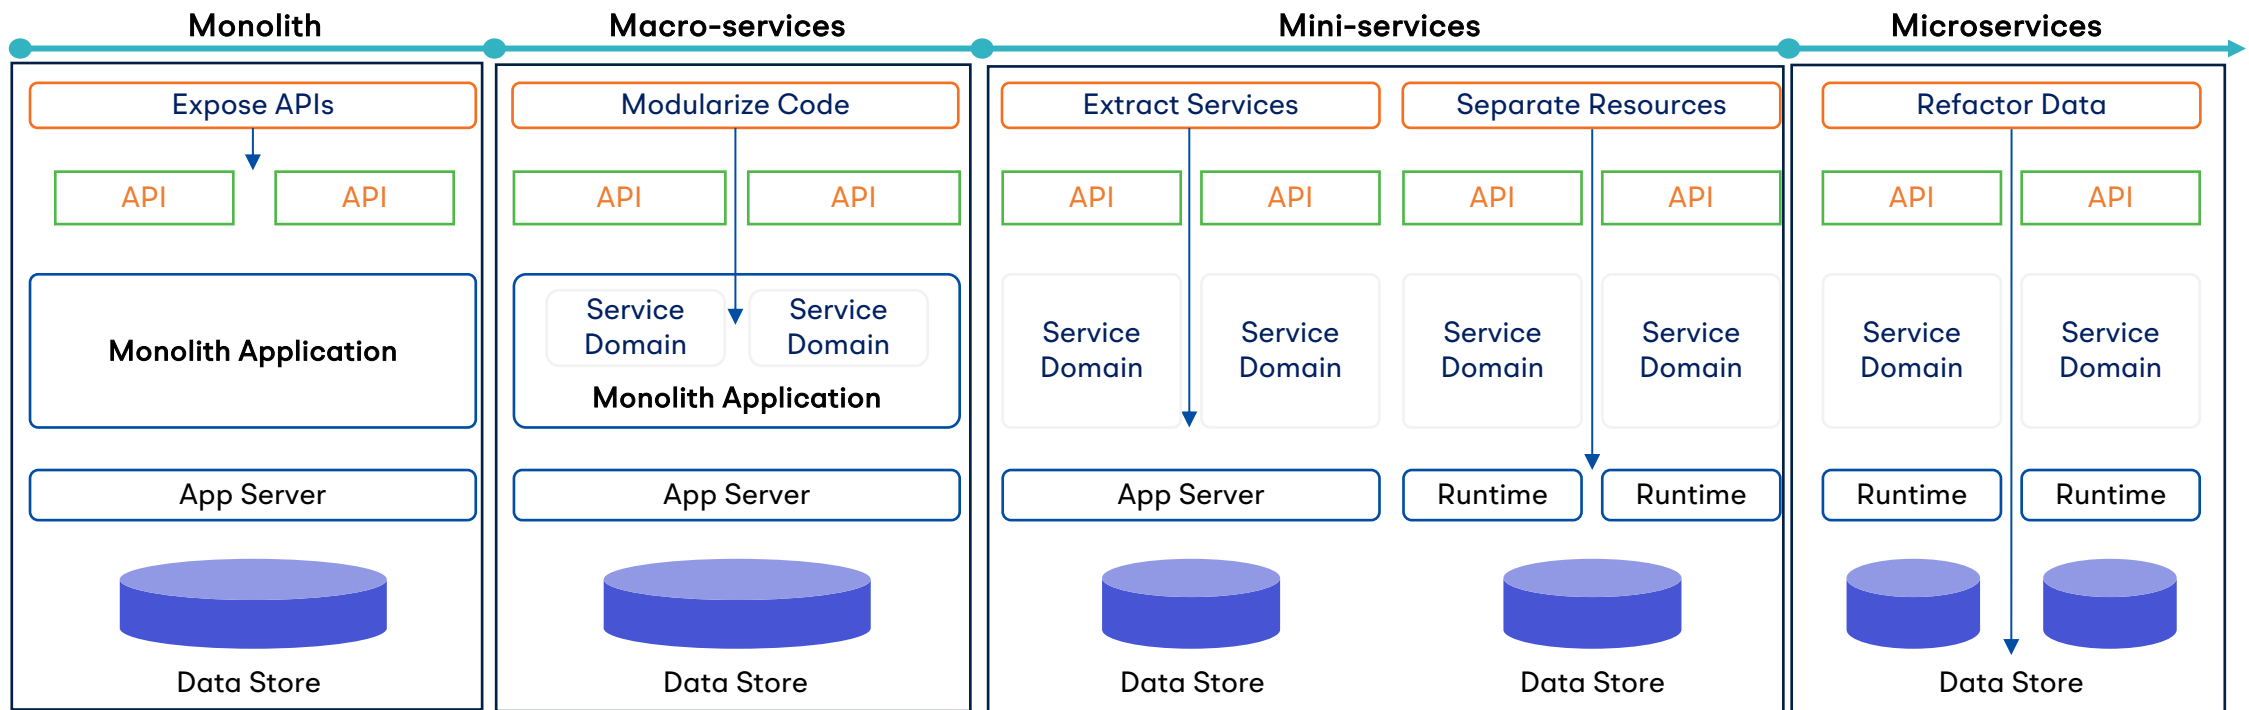 Monolith
Macro-services
Mini-services
Microservices
Expose APIs
Modularize Code
Extract Services
Separate Resources
Refactor Data
API
API
API
API
API
API
API
API
API
API
Monolith Application
Service
Domain
Service
Domain
Monolith Application
Service
Domain
Service
Domain
Service
Domain
Service
Domain
Service
Domain
Service
Domain
App Server
App Server
App Server
Runtime
Runtime
Runtime
Runtime
Data Store
Data Store
Data Store
Data Store
Data Store